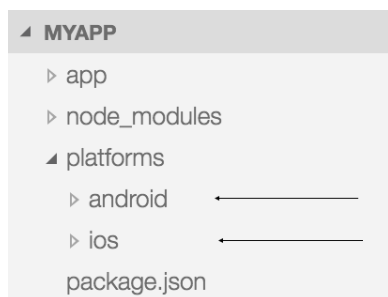 MYAPP
app
node_modules
platforms
android
ios
package.json